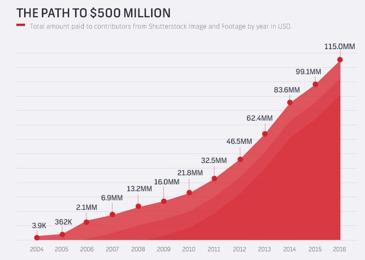 THE PATH TO $500 MILLION
Total amount paid to contributors from Shutterstock Image and Footage by year in USD.
115.0MM
99.1MM
83.6MM
62.4MM
46.5MM
32.5MM
21.8MM
16.0MM
13.2MM
6.9MM
2.1MM
362K
3.9K
2004 2005 2006 2007 2008 2009 2010 2011 2012 2013 2014 2015 2016